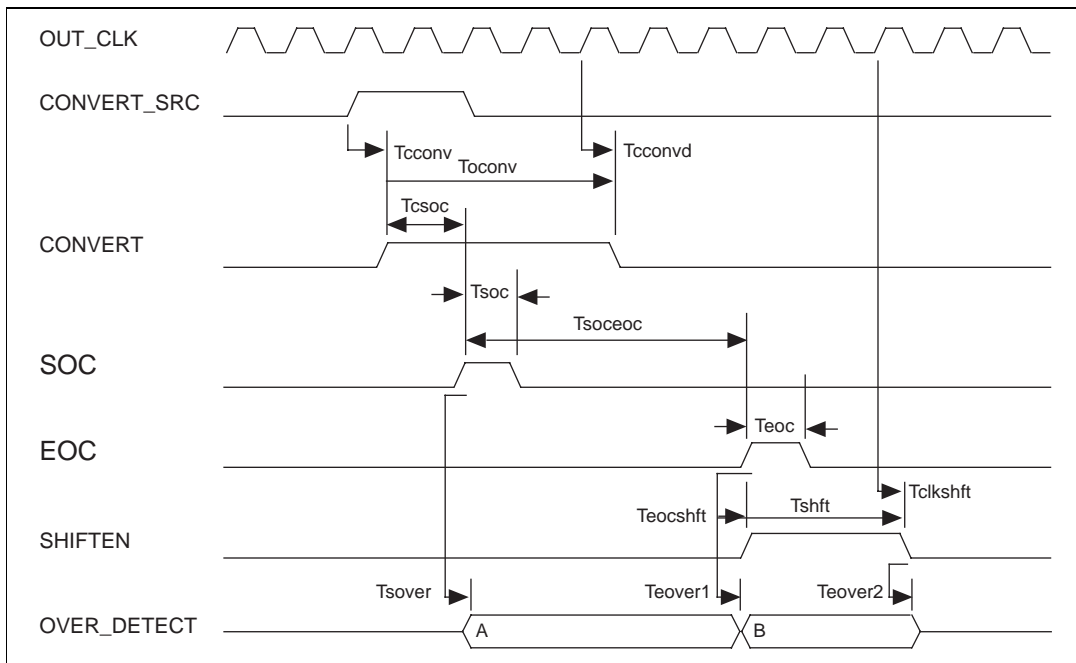 OUT_CLK
CONVERT_SRC
Tcconv
Tcconvd
Toconv
Tcsoc
CONVERT
Tsoc
Tsoceoc
SOC
Teoc
EOC
Tclkshft
Teocshft
Tshft
SHIFTEN
Tsover
Teover1
Teover2
OVER_DETECT
A
B